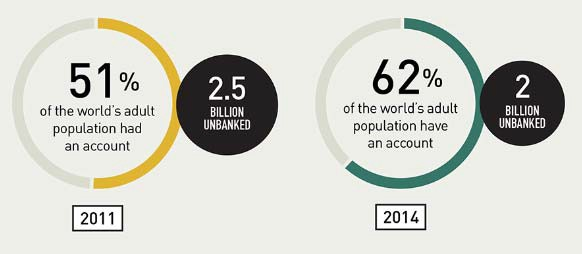 51%
of the world's adult
population had
an account
2.5
BILLION
UNBANKED
2011
62%
of the world's adult
population have
an account
2
BILLION
UNBANKED
2014